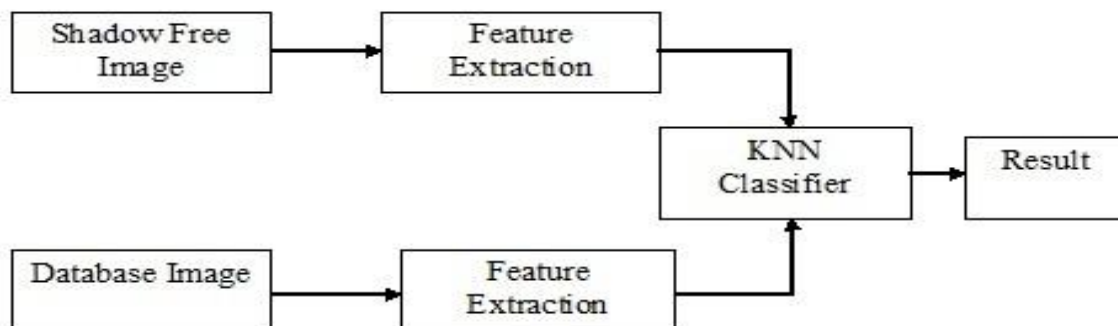 Shadow Free
Image
Feature
Extraction
KNN
Classifier
Result
Database Image
Feature
Extraction